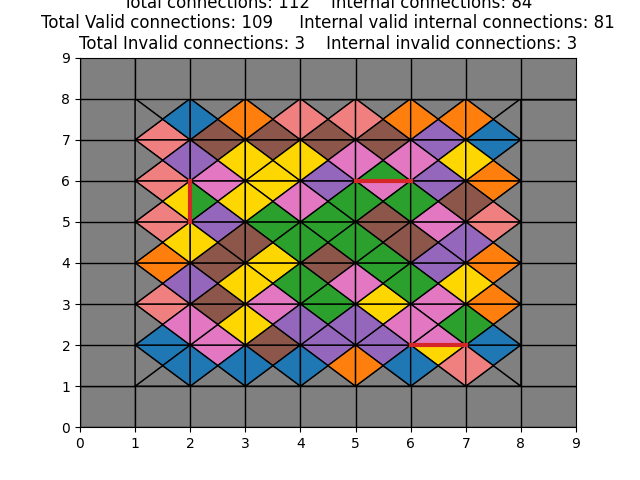 Total connections: 112    Internal connections: 84
Total Valid connections: 109    Internal valid internal connections: 81
Total Invalid connections: 3    Internal invalid connections: 3
9
8
7
6
5
4
3
2
1
0
0 1 2 3 4 5 6 7 8 9